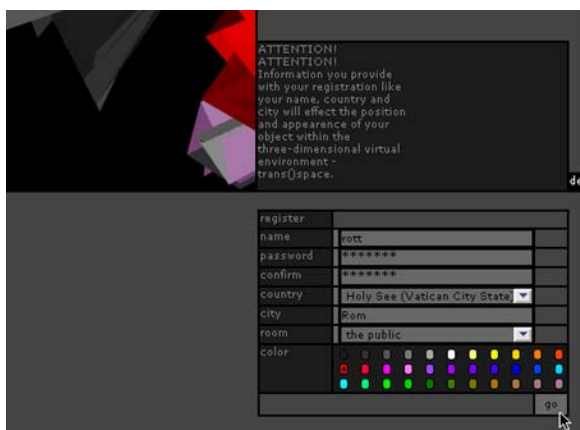 ATTENTION!
ATTENTION!
Information you provide
with your registration like
your name, country and
city will effect the position
and appearence of your
object within the
three-dimensional virtual
environment -
trans()space.
de
register
name rott
password *******
confirm *******
country Holy See (Vatican City State)
city Rom
room the public
color
go